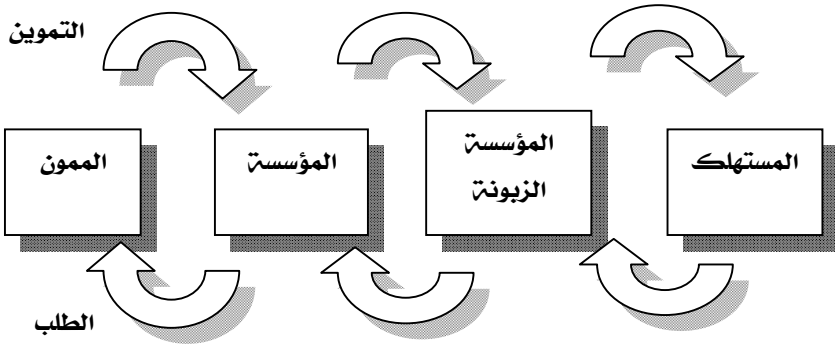 التموين
الممون
المؤسسة
المؤسسة
الزبونة
المستهلك
الطلب